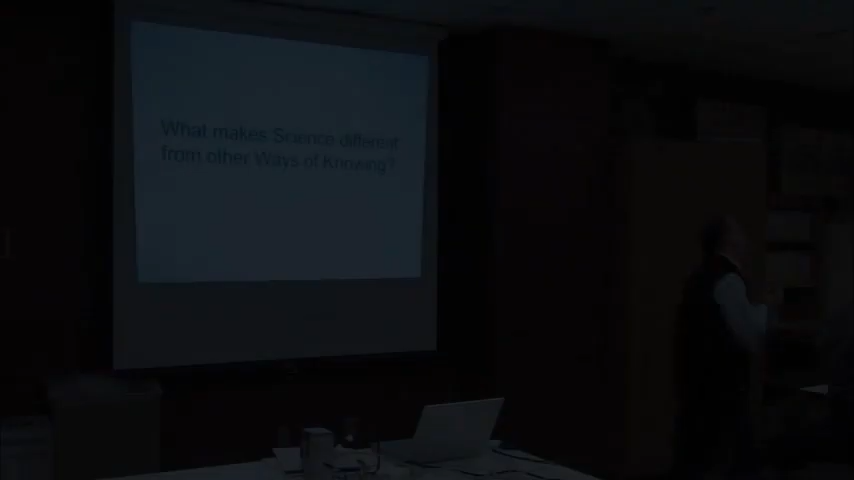 What makes Science different
from other Ways of Knowing?